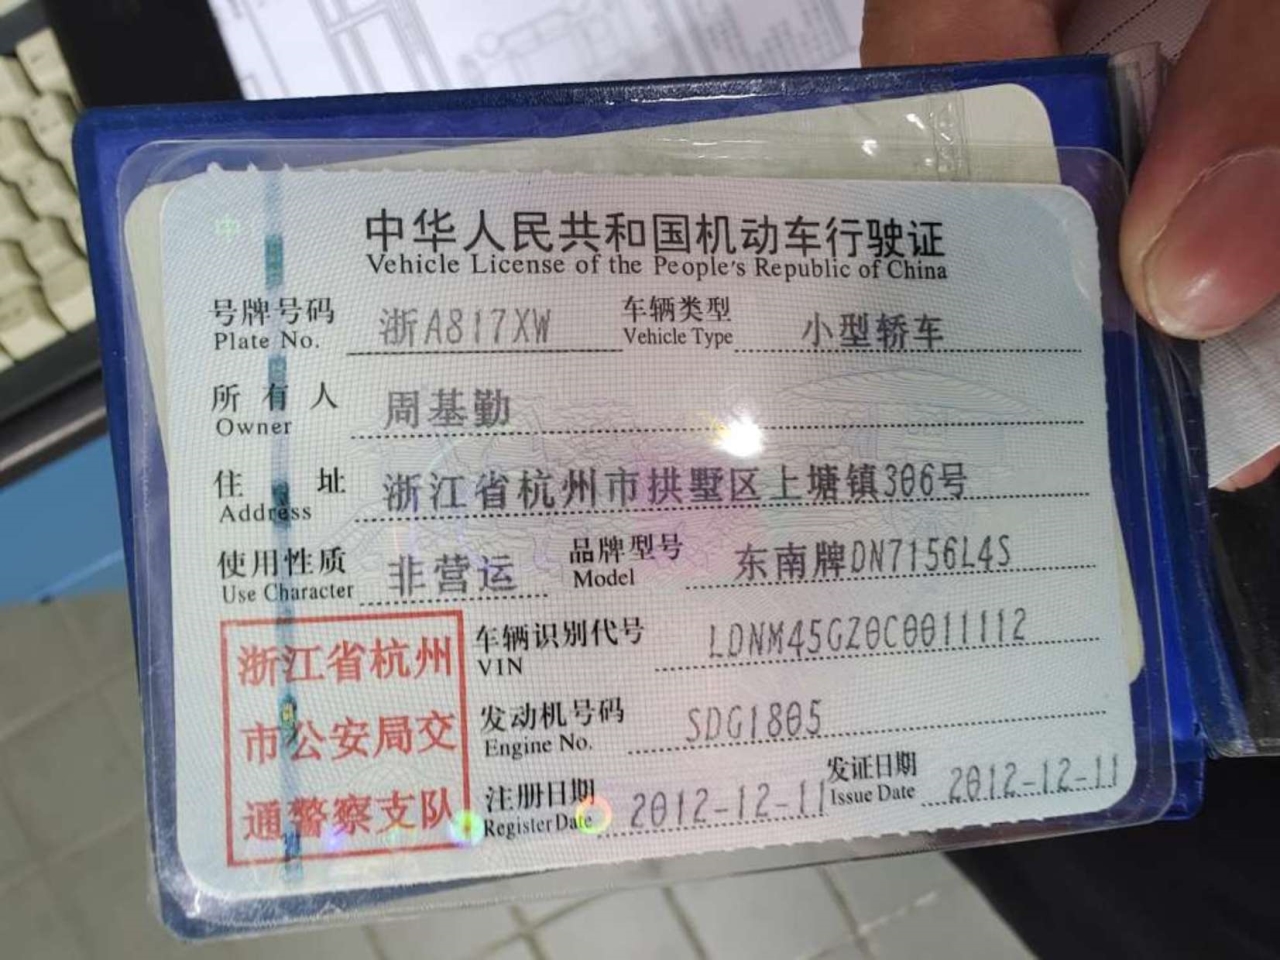 中华人民共和国机动车行驶证
Vehicle License of the People's Republic of China
号牌号码 浙A817XW 车辆类型 小型轿车
Plate No. Vehicle Type
所有人 周基勤
Owner
住址 浙江省杭州市拱墅区上塘镇306号
Address
使用性质 非营运 品牌型号 东南牌DN7156L4S
Use Character Model
浙江省杭州
市公安局交
通警察支队
车辆识别代号 LDNM45GZ0C0011112
VIN
发动机号码 SDG1805
Engine No.
注册日期 2012-12-11 发证日期 2012-12-11
Register Date Issue Date